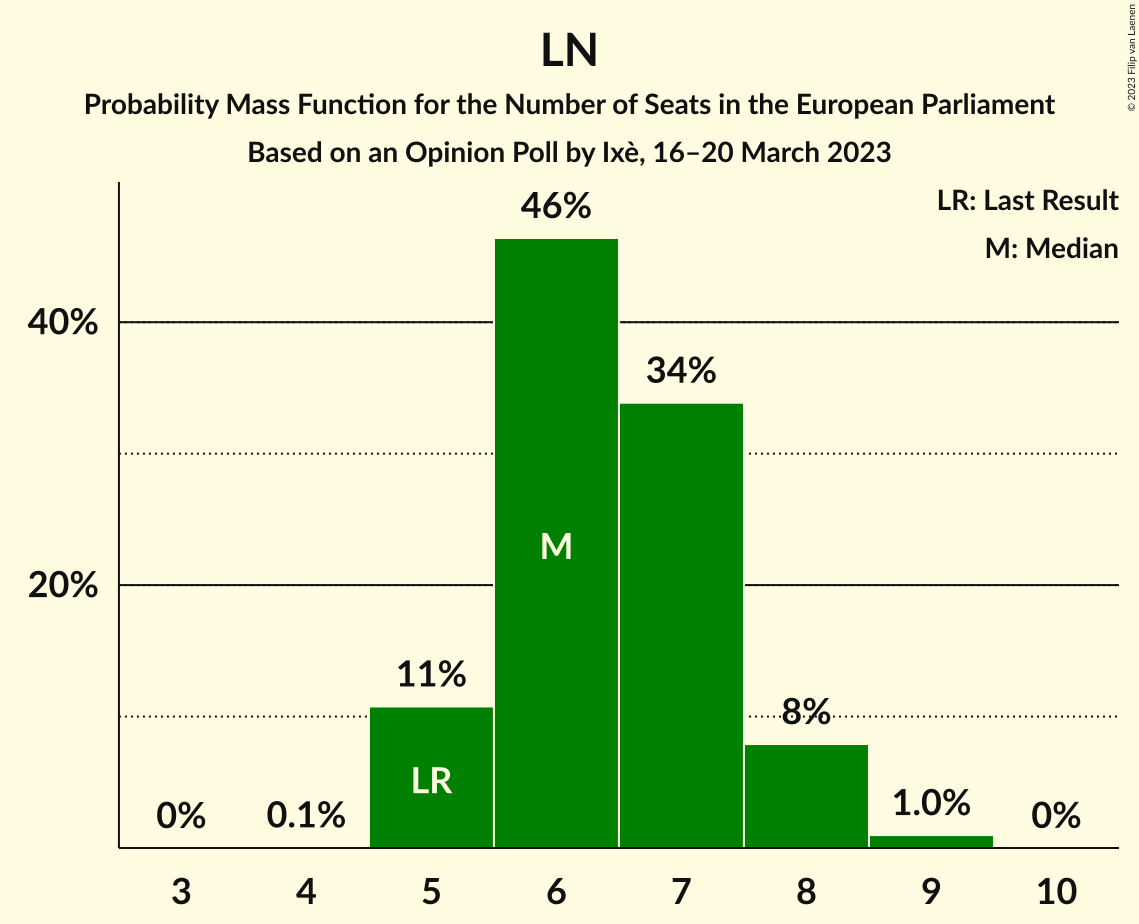 LN
Probability Mass Function for the Number of Seats in the European Parliament
Based on an Opinion Poll by Ixè, 16–20 March 2023
© 2023 Filip van Laenen
LR: Last Result
M: Median
46%
40%
34%
M
20%
11%
8%
LR
0%
0.1%
1.0%
0%
3 4 5 6 7 8 9 10